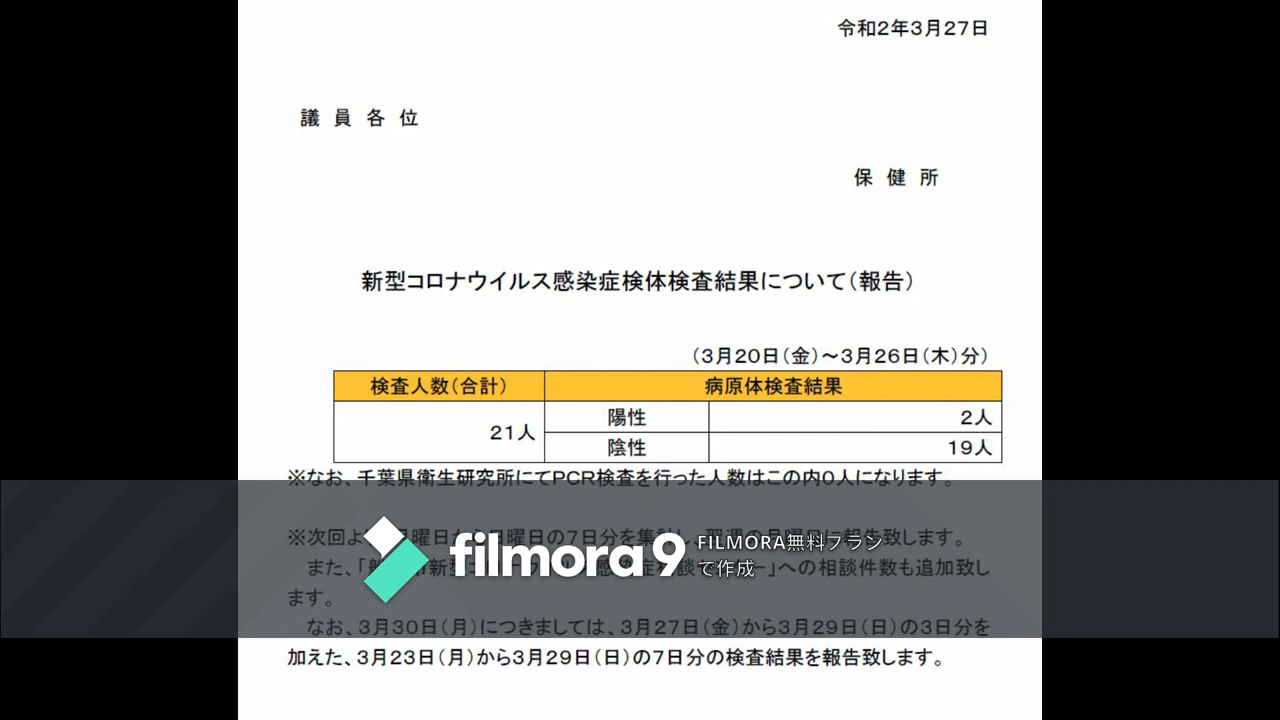 令和2年3月27日
議員各位
保健所
新型コロナウイルス感染症検体検査結果について（報告）
（3月20日（金）～3月26日（木）分）
検査人数（合計） 病原体検査結果
21人 陽性 2人
陰性 19人
※なお、千葉県衛生研究所にてPCR検査を行った人数はこの内0人になります。
※次回よ 曜日から日曜日の7日分を集計し、翌週の月曜日に報告致します。
また、「 市新型 感染症 談 ー」への相談件数も追加致し
ます。
filmora9 FILMORA無料プラン
で作成
なお、3月30日（月）につきましては、3月27日（金）から3月29日（日）の3日分を
加えた、3月23日（月）から3月29日（日）の7日分の検査結果を報告致します。